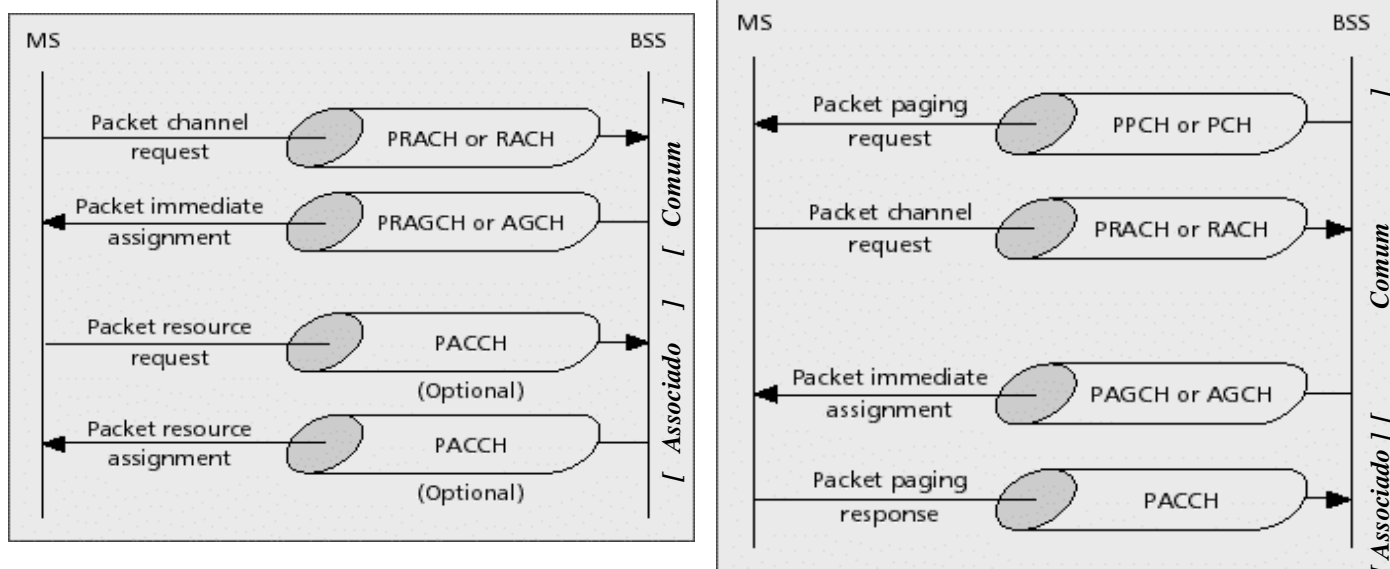 MS
BSS
Packet channel
request
PRACH or RACH
Packet immediate
assignment
PRAGCH or AGCH
[ Comum ]
Packet resource
request
PACCH
(Optional)
Packet resource
assignment
PACCH
(Optional)
[ Associado ]
MS
BSS
Packet paging
request
PPCH or PCH
Packet channel
request
PRACH or RACH
Packet immediate
assignment
PAGCH or AGCH
Packet paging
response
PACCH
[ Associado ] [ Comum ]